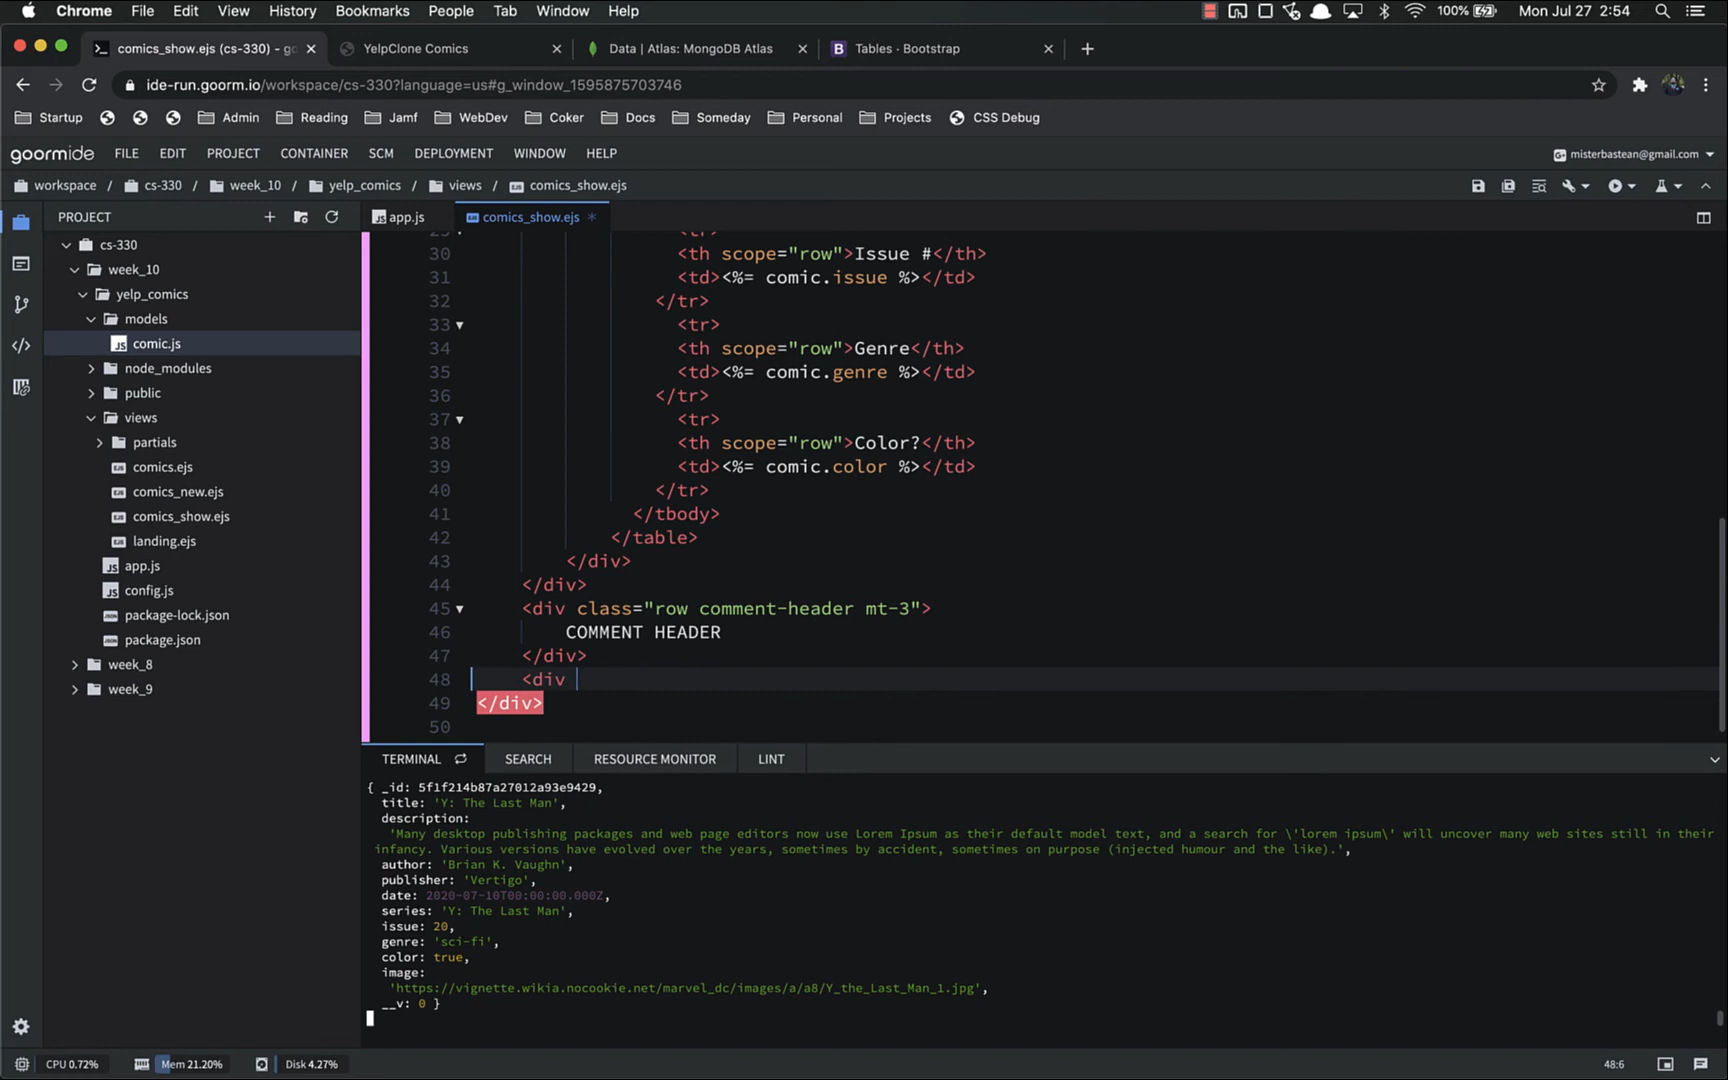 Chrome File Edit View History Bookmarks People Tab Window Help 100% Mon Jul 27 2:54
comics_show.ejs (cs-330) - go YelpClone Comics Data | Atlas: MongoDB Atlas Tables · Bootstrap
ide-run.goorm.io/workspace/cs-330?language=us#g_window_1595875703746
Startup Admin Reading Jamf WebDev Coker Docs Someday Personal Projects CSS Debug
goormide FILE EDIT PROJECT CONTAINER SCM DEPLOYMENT WINDOW HELP misterbastean@gmail.com
workspace / cs-330 / week_10 / yelp_comics / views / comics_show.ejs
PROJECT app.js comics_show.ejs *
cs-330
week_10
yelp_comics
models
comic.js
node_modules
public
views
partials
comics.ejs
comics_new.ejs
comics_show.ejs
landing.ejs
app.js
config.js
package-lock.json
package.json
week_8
week_9
29 <tr>
30 <th scope="row">Issue #</th>
31 <td><%= comic.issue %></td>
32 </tr>
33 <tr>
34 <th scope="row">Genre</th>
35 <td><%= comic.genre %></td>
36 </tr>
37 <tr>
38 <th scope="row">Color?</th>
39 <td><%= comic.color %></td>
40 </tr>
41 </tbody>
42 </table>
43 </div>
44 </div>
45 <div class="row comment-header mt-3">
46 COMMENT HEADER
47 </div>
48 <div
49 </div>
50
TERMINAL SEARCH RESOURCE MONITOR LINT
{ _id: 5f1f214b87a27012a93e9429,
title: 'Y: The Last Man',
description:
'Many desktop publishing packages and web page editors now use Lorem Ipsum as their default model text, and a search for \'lorem ipsum\' will uncover many web sites still in their
infancy. Various versions have evolved over the years, sometimes by accident, sometimes on purpose (injected humour and the like).',
author: 'Brian K. Vaughn',
publisher: 'Vertigo',
date: 2020-07-10T00:00:00.000Z,
series: 'Y: The Last Man',
issue: 20,
genre: 'sci-fi',
color: true,
image:
'https://vignette.wikia.nocookie.net/marvel_dc/images/a/a8/Y_the_Last_Man_1.jpg',
__v: 0 }
CPU 0.72% Mem 21.20% Disk 4.27% 48:6